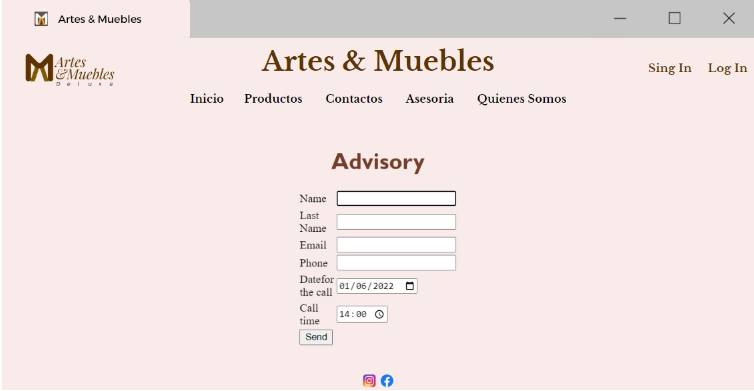 Artes & Muebles
Artes
&Muebles
Deluxe
Artes & Muebles
Sing In Log In
Inicio Productos Contactos Asesoria Quienes Somos
Advisory
Name
Last
Name
Email
Phone
Datefor
the call
01/06/2022
Call
time
14:00
Send